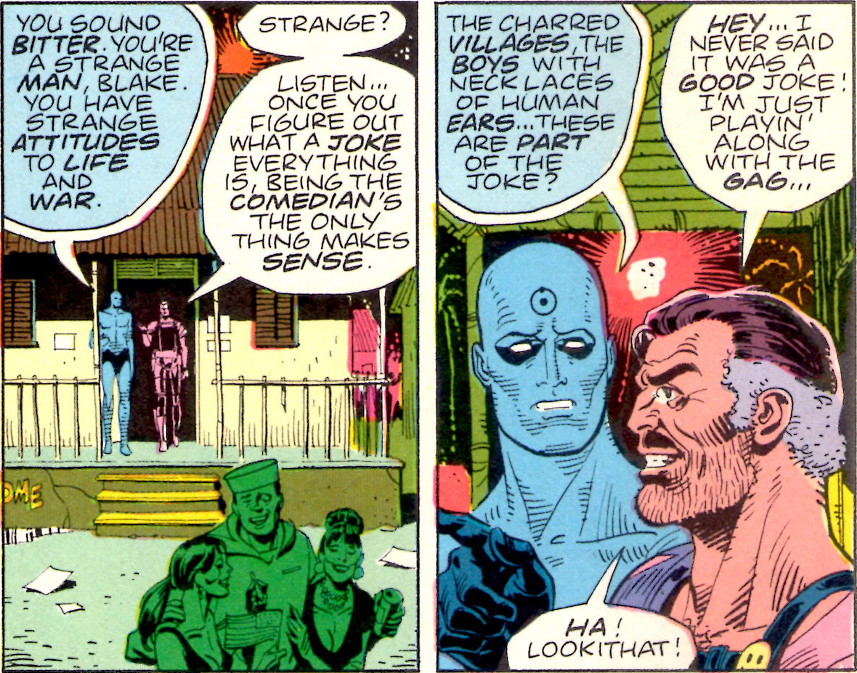 YOU SOUND
BITTER. YOU'RE
A STRANGE
MAN, BLAKE.
YOU HAVE
STRANGE
ATTITUDES
TO LIFE
AND
WAR.
STRANGE?
LISTEN...
ONCE YOU
FIGURE OUT
WHAT A JOKE
EVERYTHING
IS, BEING THE
COMEDIAN'S
THE ONLY
THING MAKES
SENSE.
OME
THE CHARRED
VILLAGES, THE
BOYS WITH
NECKLACES
OF HUMAN
EARS...THESE
ARE PART
OF THE
JOKE?
HEY... I
NEVER SAID
IT WAS A
GOOD JOKE!
I'M JUST
PLAYIN'
ALONG
WITH THE
GAG...
HA!
LOOKITHAT!